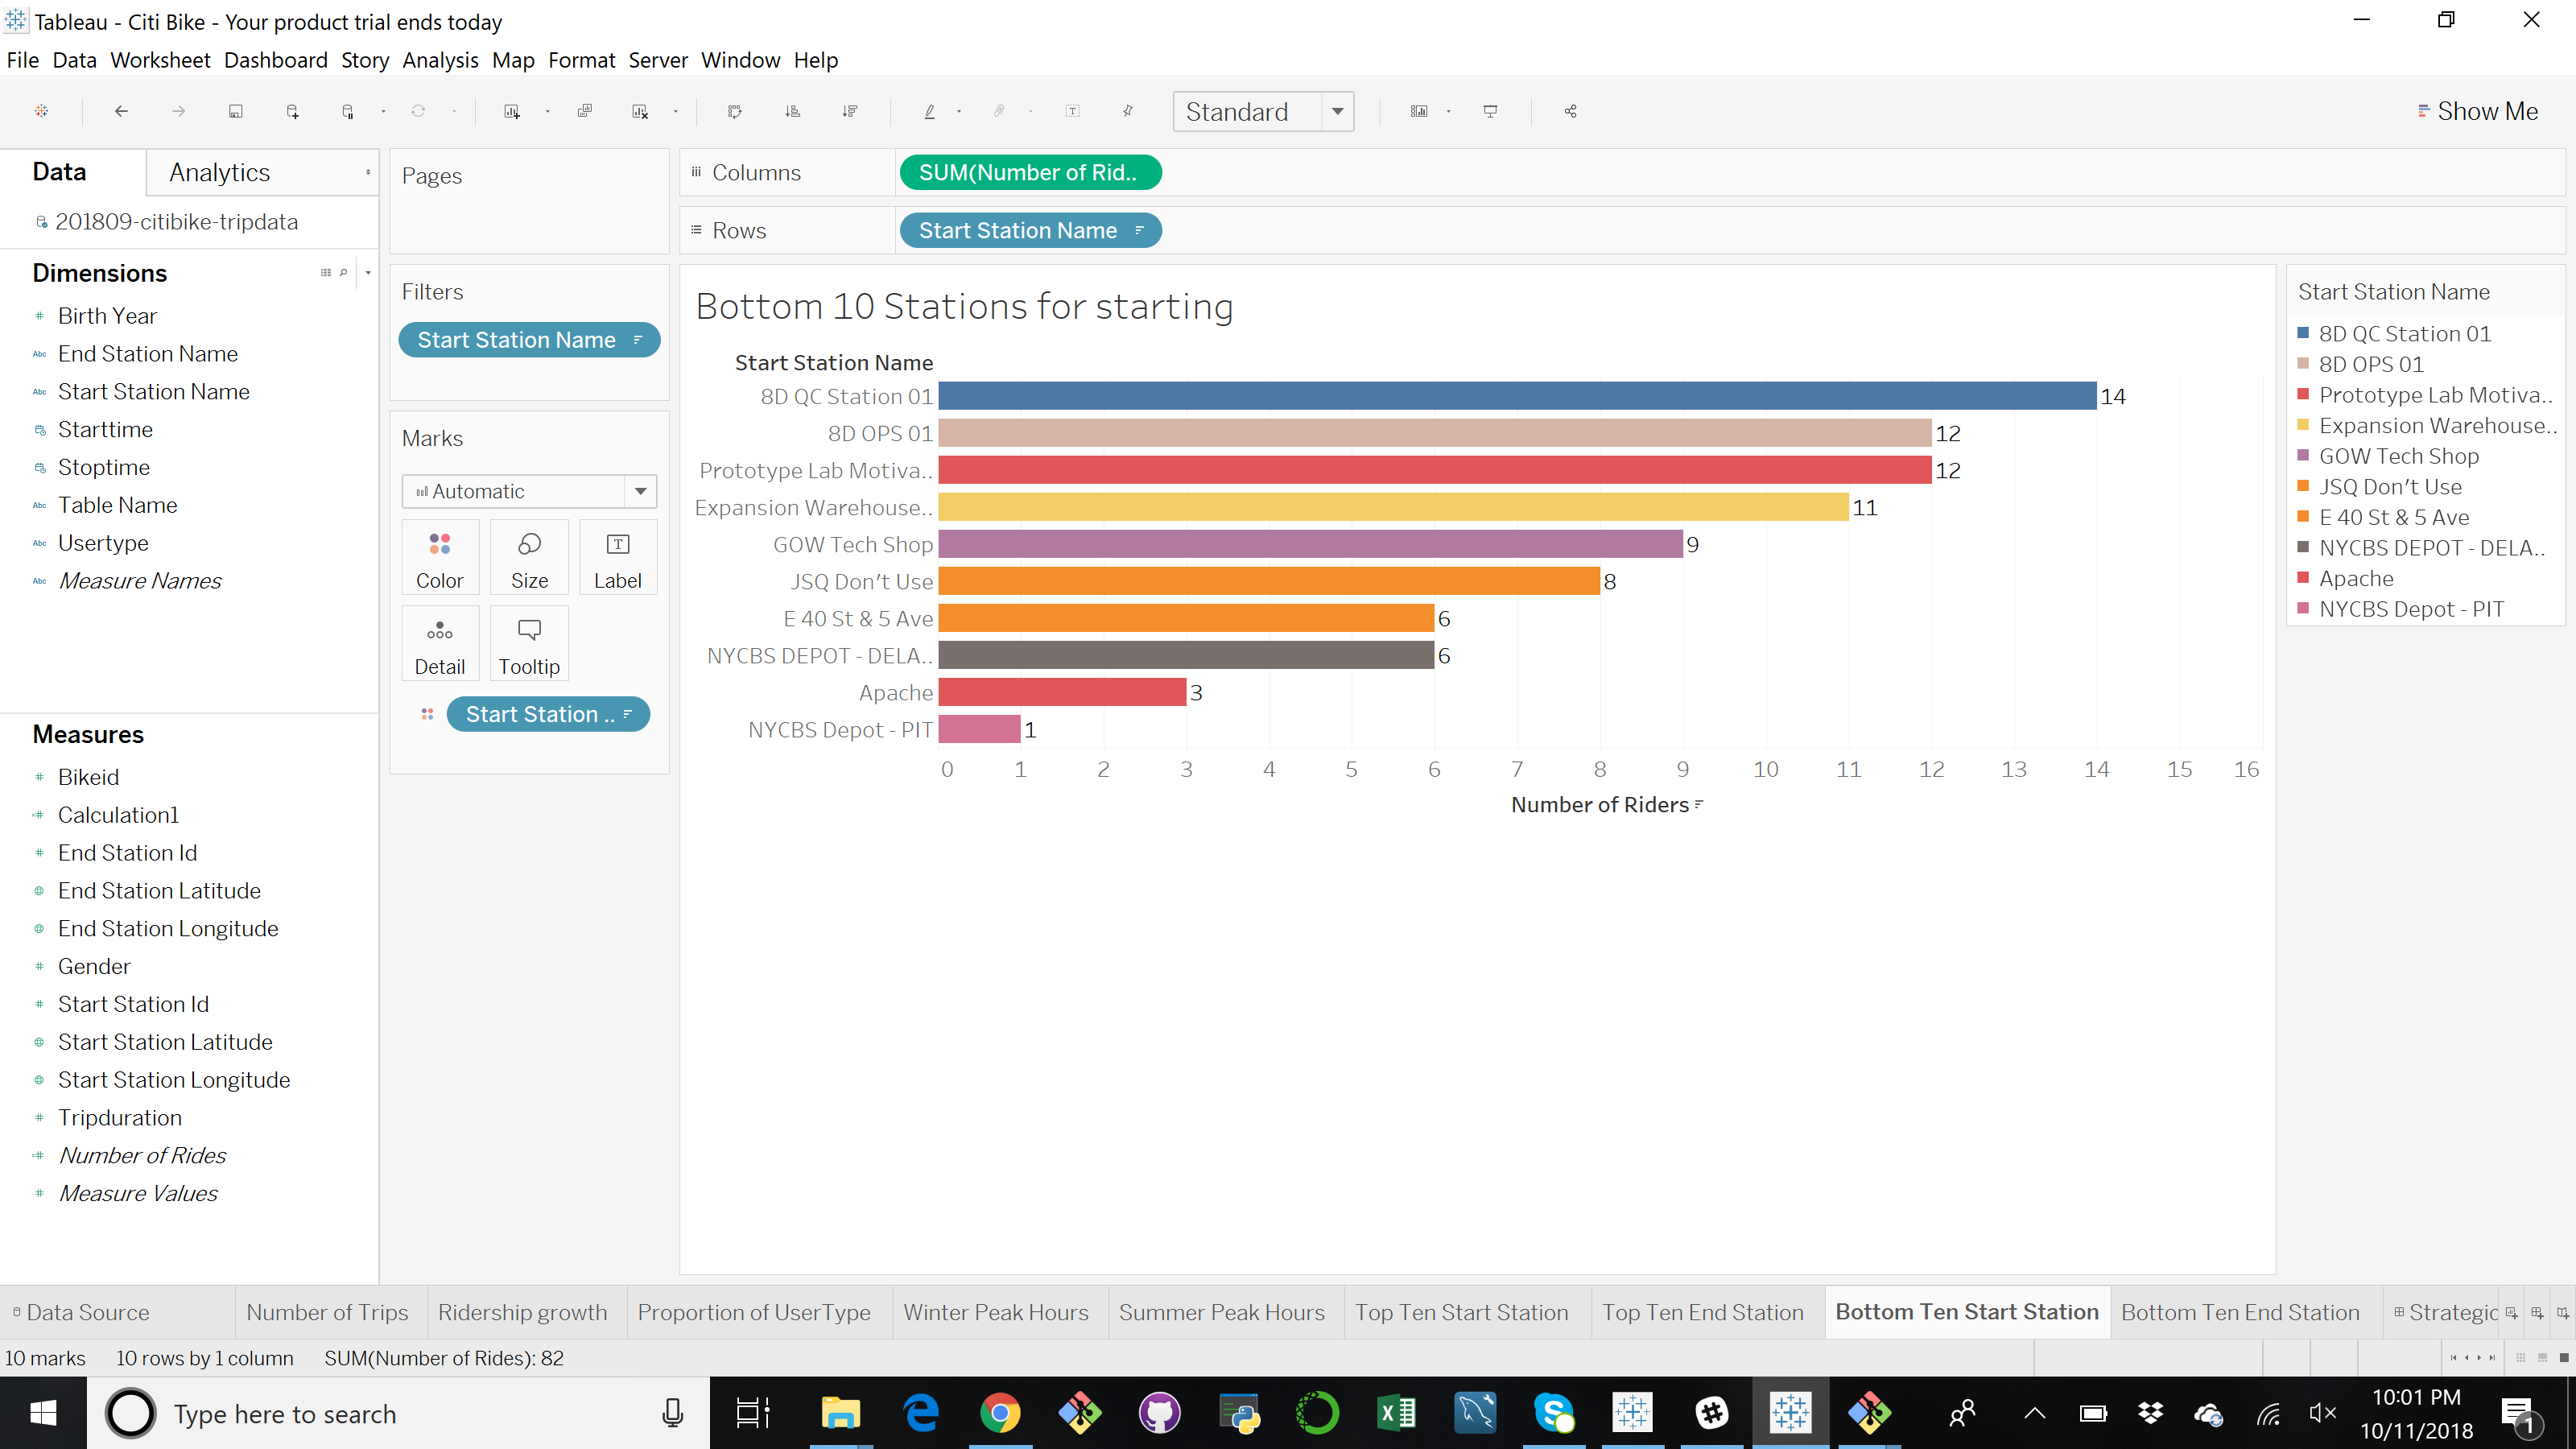 Tableau - Citi Bike - Your product trial ends today
File Data Worksheet Dashboard Story Analysis Map Format Server Window Help
Standard
Show Me
Data Analytics
201809-citibike-tripdata
Dimensions
Birth Year
Abc End Station Name
Abc Start Station Name
Starttime
Stoptime
Abc Table Name
Abc Usertype
Abc Measure Names
Measures
Bikeid
Calculation1
End Station Id
End Station Latitude
End Station Longitude
Gender
Start Station Id
Start Station Latitude
Start Station Longitude
Tripduration
Number of Rides
Measure Values
Pages
Filters
Start Station Name
Marks
Automatic
Color Size Label
Detail Tooltip
Start Station ..
Columns SUM(Number of Rid..
Rows Start Station Name
Bottom 10 Stations for starting
Start Station Name
8D QC Station 01 14
8D OPS 01 12
Prototype Lab Motiva.. 12
Expansion Warehouse.. 11
GOW Tech Shop 9
JSQ Don't Use 8
E 40 St & 5 Ave 6
NYCBS DEPOT - DELA.. 6
Apache 3
NYCBS Depot - PIT 1
0 1 2 3 4 5 6 7 8 9 10 11 12 13 14 15 16
Number of Riders
Start Station Name
8D QC Station 01
8D OPS 01
Prototype Lab Motiva..
Expansion Warehouse..
GOW Tech Shop
JSQ Don't Use
E 40 St & 5 Ave
NYCBS DEPOT - DELA..
Apache
NYCBS Depot - PIT
Data Source Number of Trips Ridership growth Proportion of UserType Winter Peak Hours Summer Peak Hours Top Ten Start Station Top Ten End Station Bottom Ten Start Station Bottom Ten End Station Strategic
10 marks 10 rows by 1 column SUM(Number of Rides): 82
Type here to search
10:01 PM
10/11/2018
1